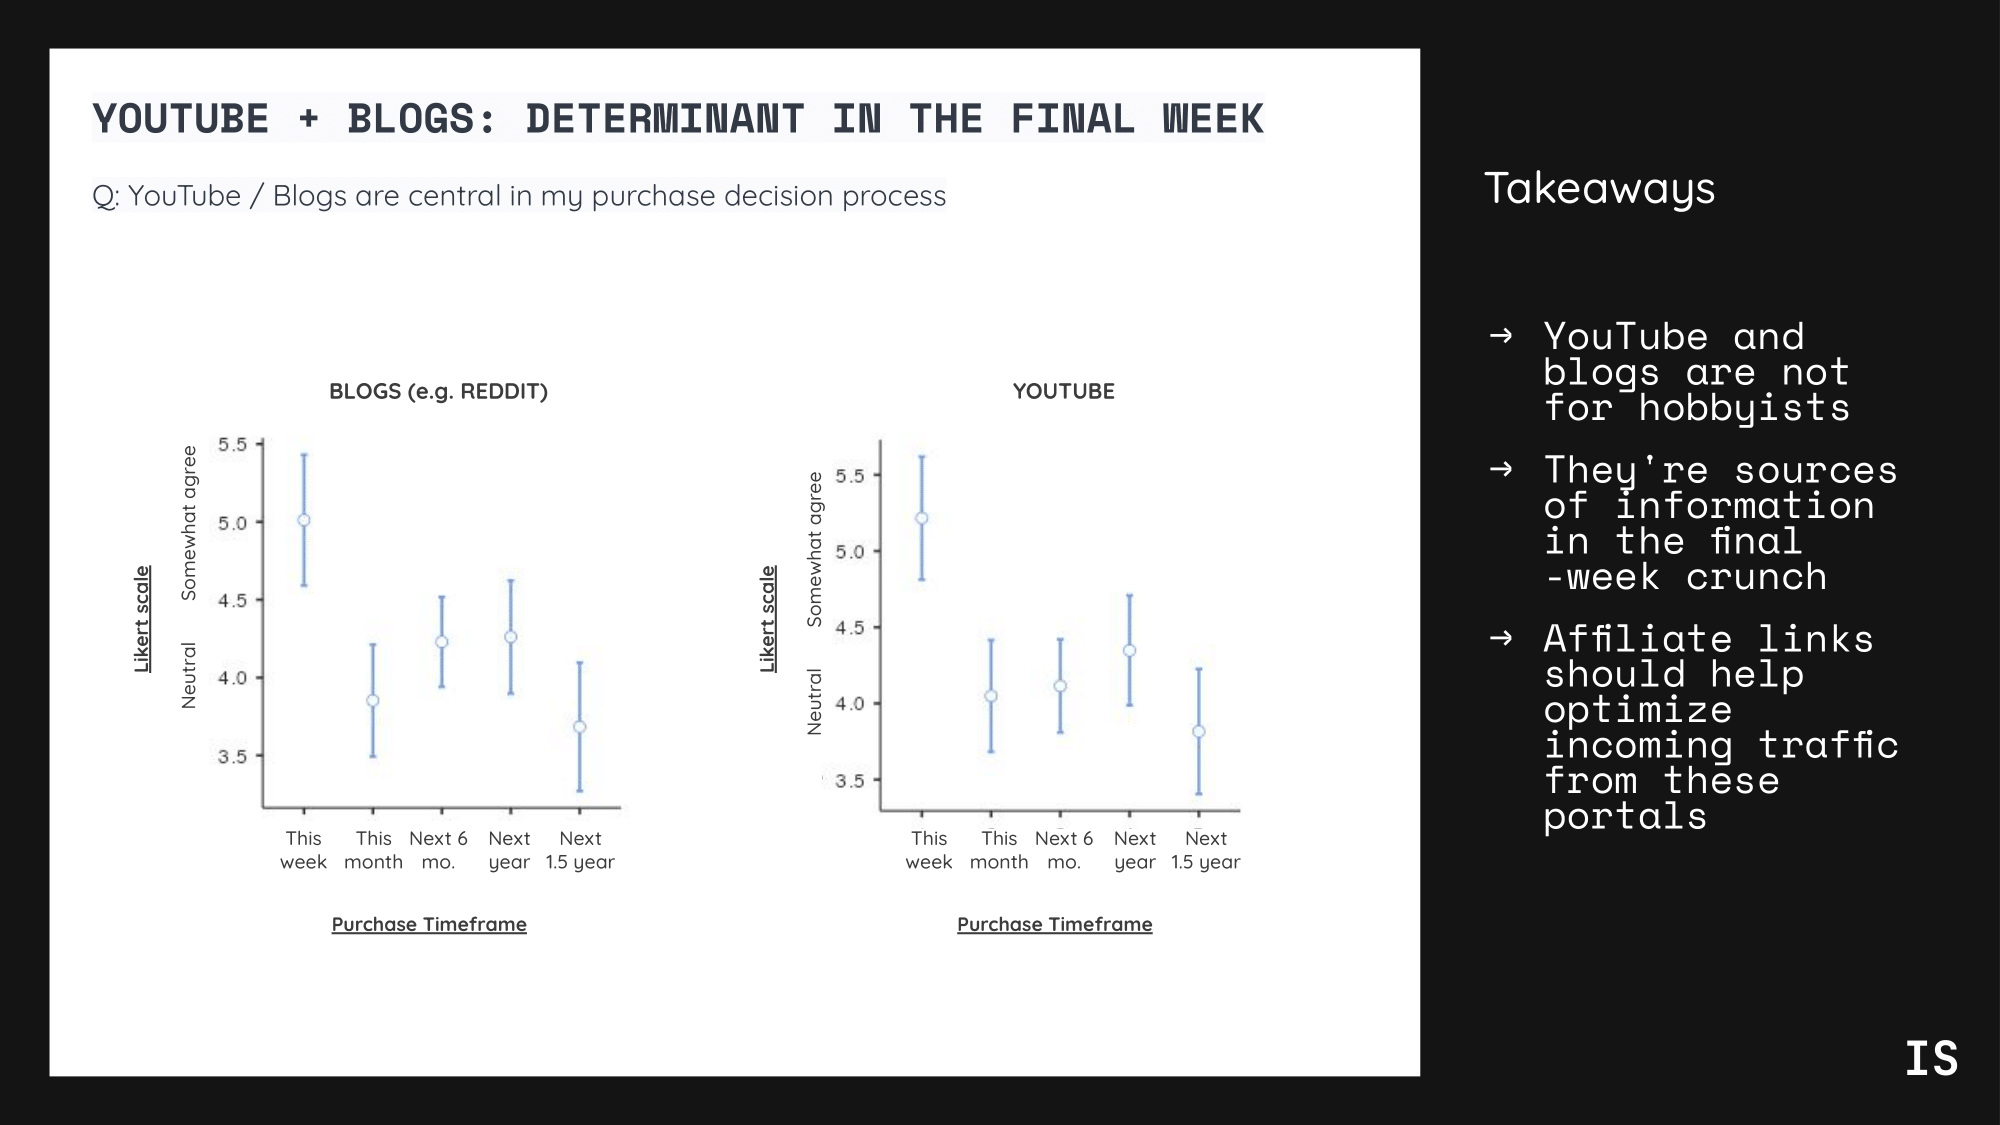 YOUTUBE + BLOGS: DETERMINANT IN THE FINAL WEEK
Q: YouTube / Blogs are central in my purchase decision process
BLOGS (e.g. REDDIT)
Likert scale
Neutral
Somewhat agree
5.5
5.0
4.5
4.0
3.5
This week
This month
Next 6 mo.
Next year
Next 1.5 year
Purchase Timeframe
YOUTUBE
Likert scale
Neutral
Somewhat agree
5.5
5.0
4.5
4.0
3.5
This week
This month
Next 6 mo.
Next year
Next 1.5 year
Purchase Timeframe
Takeaways
→ YouTube and
blogs are not
for hobbyists
→ They're sources
of information
in the final
-week crunch
→ Affiliate links
should help
optimize
incoming traffic
from these
portals
IS